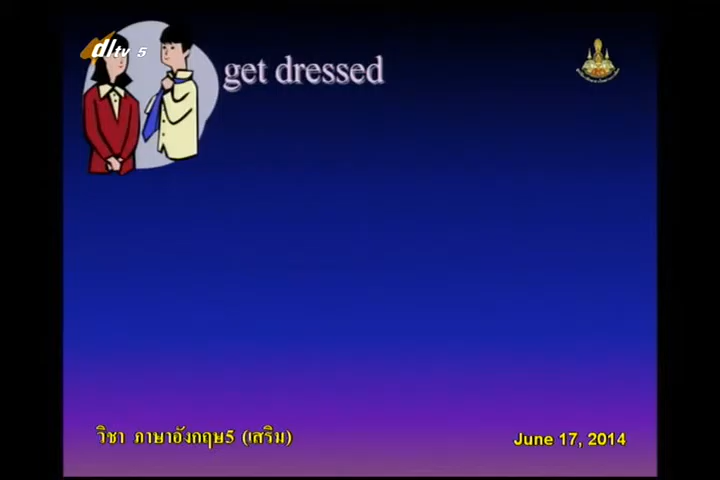 dltv 5
get dressed
วิชา ภาษาอังกฤษ5 (เสริม)
June 17, 2014